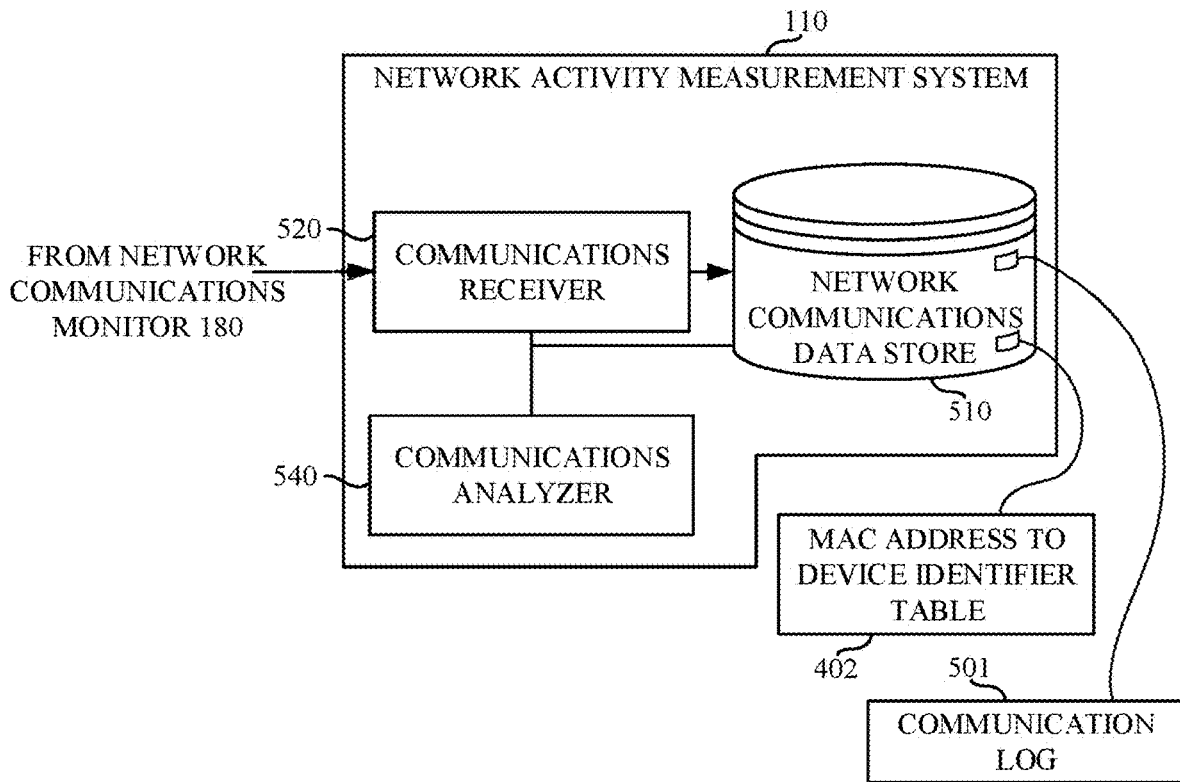 110
NETWORK ACTIVITY MEASUREMENT SYSTEM
520
FROM NETWORK
COMMUNICATIONS
MONITOR 180
COMMUNICATIONS
RECEIVER
NETWORK
COMMUNICATIONS
DATA STORE
510
540
COMMUNICATIONS
ANALYZER
MAC ADDRESS TO
DEVICE IDENTIFIER
TABLE
402
501
COMMUNICATION
LOG